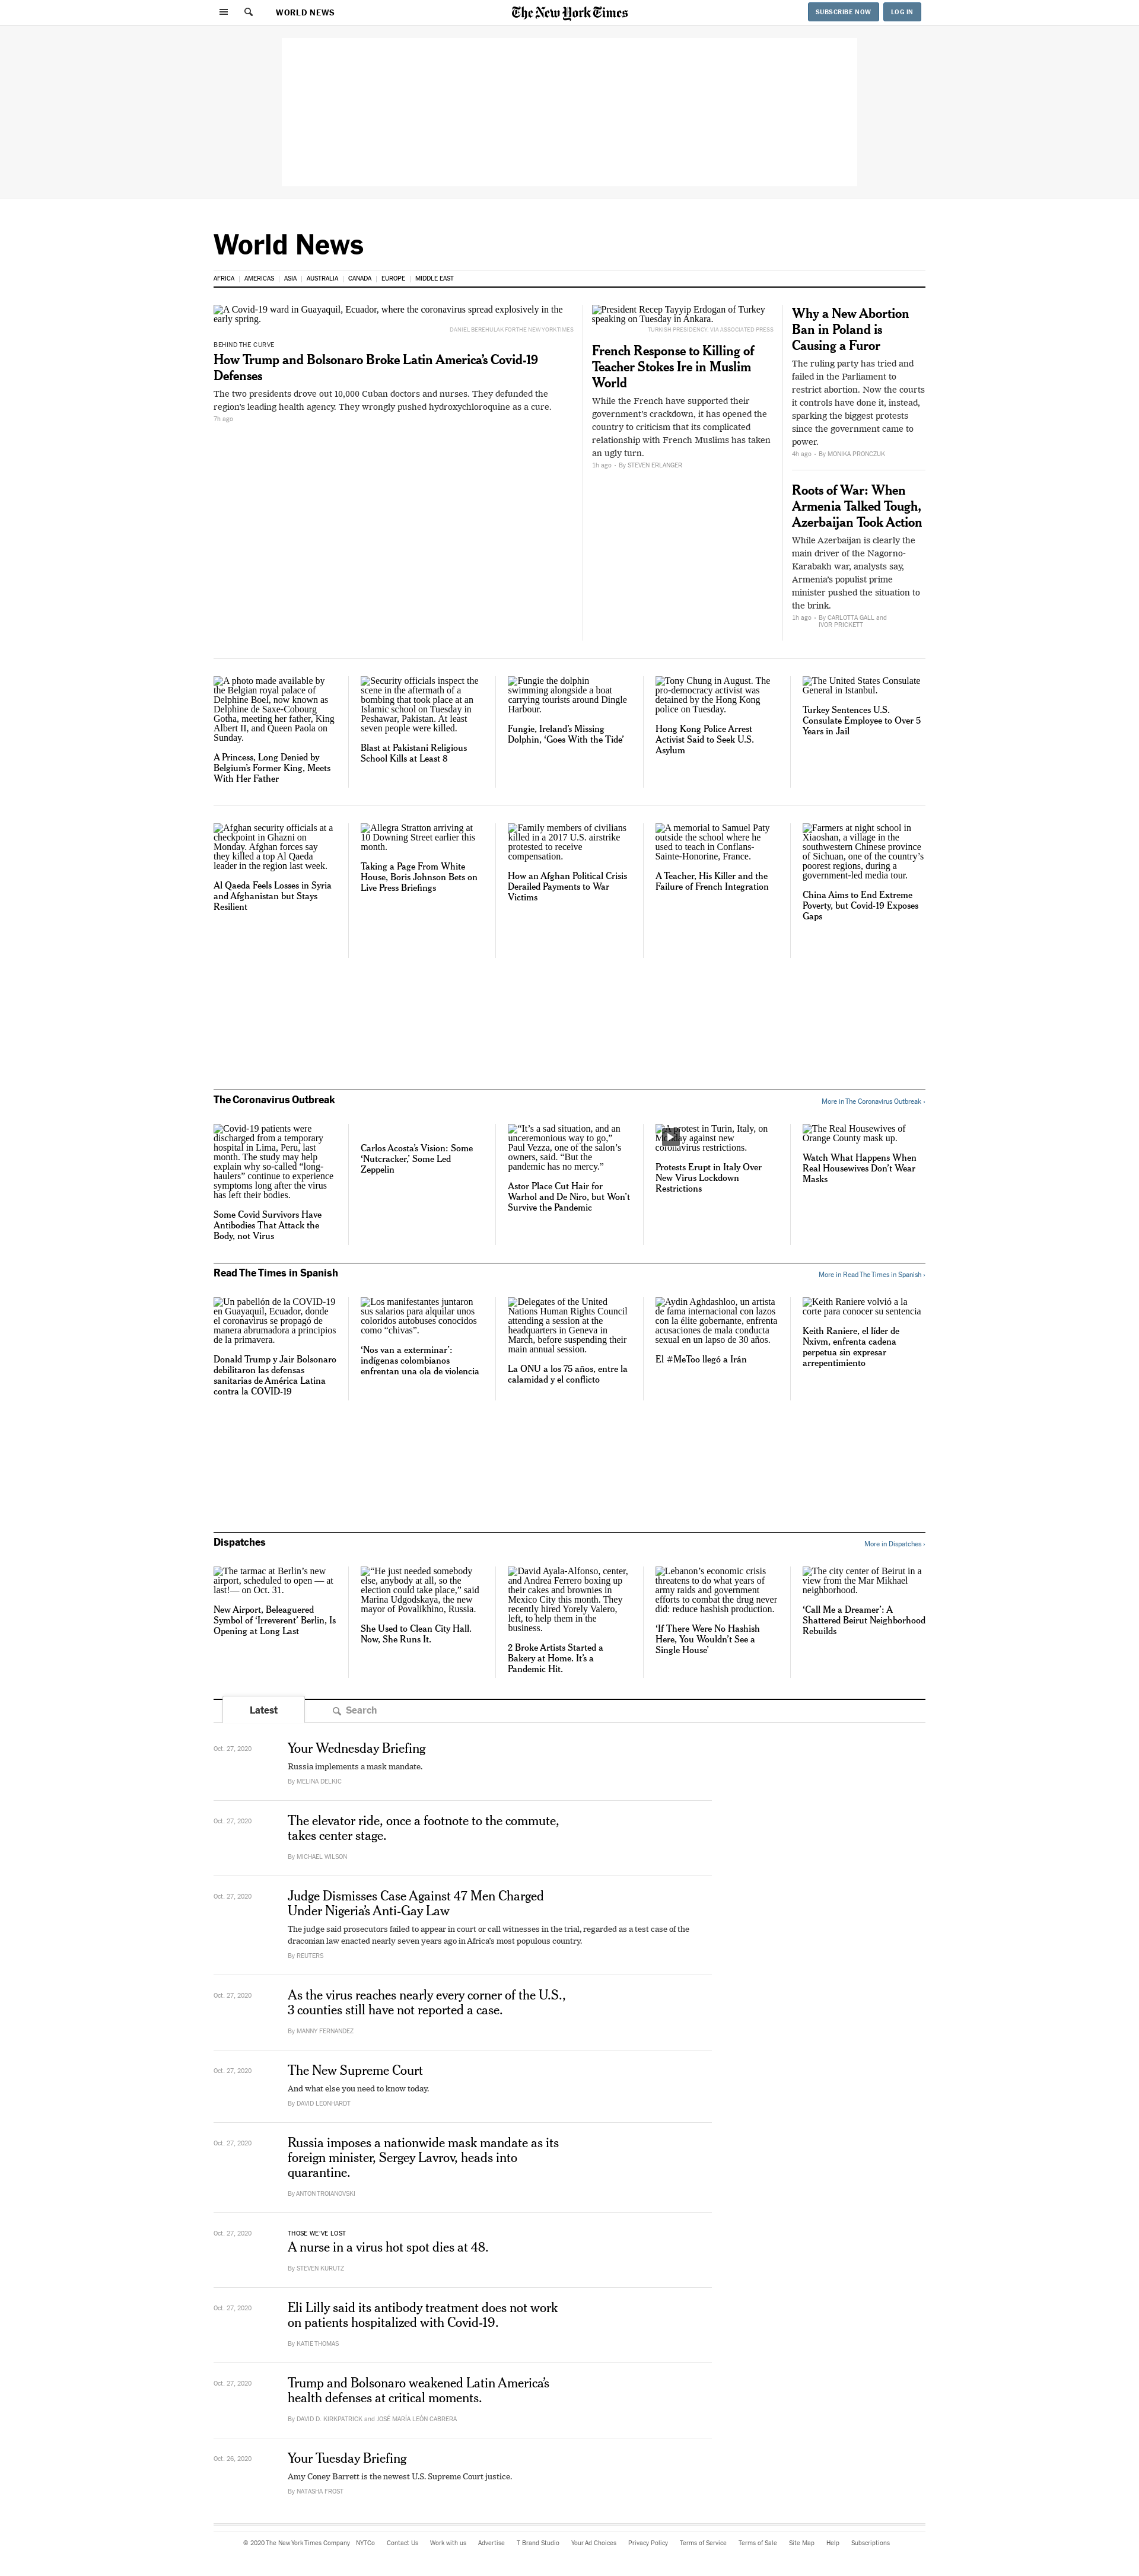 WORLD NEWS
The New York Times
SUBSCRIBE NOW
LOG IN
World News
AFRICA
AMERICAS
ASIA
AUSTRALIA
CANADA
EUROPE
MIDDLE EAST
A Covid-19 ward in Guayaquil, Ecuador, where the coronavirus spread explosively in the
early spring.
DANIEL BEREHULAK FOR THE NEW YORK TIMES
BEHIND THE CURVE
How Trump and Bolsonaro Broke Latin America's Covid-19
Defenses
The two presidents drove out 10,000 Cuban doctors and nurses. They defunded the
region's leading health agency. They wrongly pushed hydroxychloroquine as a cure.
7h ago
President Recep Tayyip Erdogan of Turkey
speaking on Tuesday in Ankara.
TURKISH PRESIDENCY, VIA ASSOCIATED PRESS
French Response to Killing of
Teacher Stokes Ire in Muslim
World
While the French have supported their
government's crackdown, it has opened the
country to criticism that its complicated
relationship with French Muslims has taken
an ugly turn.
1h ago • By STEVEN ERLANGER
Why a New Abortion
Ban in Poland is
Causing a Furor
The ruling party has tried and
failed in the Parliament to
restrict abortion. Now the courts
it controls have done it, instead,
sparking the biggest protests
since the government came to
power.
4h ago • By MONIKA PRONCZUK
Roots of War: When
Armenia Talked Tough,
Azerbaijan Took Action
While Azerbaijan is clearly the
main driver of the Nagorno-
Karabakh war, analysts say,
Armenia's populist prime
minister pushed the situation to
the brink.
1h ago • By CARLOTTA GALL and
IVOR PRICKETT
A photo made available by
the Belgian royal palace of
Delphine Boel, now known as
Delphine de Saxe-Cobourg
Gotha, meeting her father, King
Albert II, and Queen Paola on
Sunday.
A Princess, Long Denied by
Belgium's Former King, Meets
With Her Father
Security officials inspect the
scene in the aftermath of a
bombing that took place at an
Islamic school on Tuesday in
Peshawar, Pakistan. At least
seven people were killed.
Blast at Pakistani Religious
School Kills at Least 8
Fungie the dolphin
swimming alongside a boat
carrying tourists around Dingle
Harbour.
Fungie, Ireland's Missing
Dolphin, 'Goes With the Tide'
Tony Chung in August. The
pro-democracy activist was
detained by the Hong Kong
police on Tuesday.
Hong Kong Police Arrest
Activist Said to Seek U.S.
Asylum
The United States Consulate
General in Istanbul.
Turkey Sentences U.S.
Consulate Employee to Over 5
Years in Jail
Afghan security officials at a
checkpoint in Ghazni on
Monday. Afghan forces say
they killed a top Al Qaeda
leader in the region last week.
Al Qaeda Feels Losses in Syria
and Afghanistan but Stays
Resilient
Allegra Stratton arriving at
10 Downing Street earlier this
month.
Taking a Page From White
House, Boris Johnson Bets on
Live Press Briefings
Family members of civilians
killed in a 2017 U.S. airstrike
protested to receive
compensation.
How an Afghan Political Crisis
Derailed Payments to War
Victims
A memorial to Samuel Paty
outside the school where he
used to teach in Conflans-
Sainte-Honorine, France.
A Teacher, His Killer and the
Failure of French Integration
Farmers at night school in
Xiaoshan, a village in the
southwestern Chinese province
of Sichuan, one of the country's
poorest regions, during a
government-led media tour.
China Aims to End Extreme
Poverty, but Covid-19 Exposes
Gaps
The Coronavirus Outbreak
More in The Coronavirus Outbreak ›
Covid-19 patients were
discharged from a temporary
hospital in Lima, Peru, last
month. The study may help
explain why so-called "long-
haulers" continue to experience
symptoms long after the virus
has left their bodies.
Some Covid Survivors Have
Antibodies That Attack the
Body, not Virus
Carlos Acosta's Vision: Some
'Nutcracker,' Some Led
Zeppelin
"It's a sad situation, and an
unceremonious way to go,"
Paul Vezza, one of the salon's
owners, said. "But the
pandemic has no mercy."
Astor Place Cut Hair for
Warhol and De Niro, but Won't
Survive the Pandemic
protest in Turin, Italy, on
against new
coronavirus restrictions.
Protests Erupt in Italy Over
New Virus Lockdown
Restrictions
The Real Housewives of
Orange County mask up.
Watch What Happens When
Real Housewives Don't Wear
Masks
Read The Times in Spanish
More in Read The Times in Spanish ›
Un pabellón de la COVID-19
en Guayaquil, Ecuador, donde
el coronavirus se propagó de
manera abrumadora a principios
de la primavera.
Donald Trump y Jair Bolsonaro
debilitaron las defensas
sanitarias de América Latina
contra la COVID-19
Los manifestantes juntaron
sus salarios para alquilar unos
coloridos autobuses conocidos
como “chivas”.
‘Nos van a exterminar’:
indígenas colombianos
enfrentan una ola de violencia
Delegates of the United
Nations Human Rights Council
attending a session at the
headquarters in Geneva in
March, before suspending their
main annual session.
La ONU a los 75 años, entre la
calamidad y el conflicto
Aydin Aghdashloo, un artista
de fama internacional con lazos
con la élite gobernante, enfrenta
acusaciones de mala conducta
sexual en un lapso de 30 años.
El #MeToo llegó a Irán
Keith Raniere volvió a la
corte para conocer su sentencia
Keith Raniere, el líder de
Nxivm, enfrenta cadena
perpetua sin expresar
arrepentimiento
Dispatches
More in Dispatches ›
The tarmac at Berlin's new
airport, scheduled to open — at
last!— on Oct. 31.
New Airport, Beleaguered
Symbol of 'Irreverent' Berlin, Is
Opening at Long Last
"He just needed somebody
else, anybody at all, so the
election could take place," said
Marina Udgodskaya, the new
mayor of Povalikhino, Russia.
She Used to Clean City Hall.
Now, She Runs It.
David Ayala-Alfonso, center,
and Andrea Ferrero boxing up
their cakes and brownies in
Mexico City this month. They
recently hired Yorely Valero,
left, to help them in the
business.
2 Broke Artists Started a
Bakery at Home. It's a
Pandemic Hit.
Lebanon's economic crisis
threatens to do what years of
army raids and government
efforts to combat the drug never
did: reduce hashish production.
'If There Were No Hashish
Here, You Wouldn't See a
Single House'
The city center of Beirut in a
view from the Mar Mikhael
neighborhood.
'Call Me a Dreamer': A
Shattered Beirut Neighborhood
Rebuilds
Latest
Search
Oct. 27, 2020
Your Wednesday Briefing
Russia implements a mask mandate.
By MELINA DELKIC
Oct. 27, 2020
The elevator ride, once a footnote to the commute,
takes center stage.
By MICHAEL WILSON
Oct. 27, 2020
Judge Dismisses Case Against 47 Men Charged
Under Nigeria's Anti-Gay Law
The judge said prosecutors failed to appear in court or call witnesses in the trial, regarded as a test case of the
draconian law enacted nearly seven years ago in Africa's most populous country.
By REUTERS
Oct. 27, 2020
As the virus reaches nearly every corner of the U.S.,
3 counties still have not reported a case.
By MANNY FERNANDEZ
Oct. 27, 2020
The New Supreme Court
And what else you need to know today.
By DAVID LEONHARDT
Oct. 27, 2020
Russia imposes a nationwide mask mandate as its
foreign minister, Sergey Lavrov, heads into
quarantine.
By ANTON TROIANOVSKI
Oct. 27, 2020
THOSE WE'VE LOST
A nurse in a virus hot spot dies at 48.
By STEVEN KURUTZ
Oct. 27, 2020
Eli Lilly said its antibody treatment does not work
on patients hospitalized with Covid-19.
By KATIE THOMAS
Oct. 27, 2020
Trump and Bolsonaro weakened Latin America's
health defenses at critical moments.
By DAVID D. KIRKPATRICK and JOSÉ MARÍA LEÓN CABRERA
Oct. 26, 2020
Your Tuesday Briefing
Amy Coney Barrett is the newest U.S. Supreme Court justice.
By NATASHA FROST
© 2020 The New York Times Company
NYTCo
Contact Us
Work with us
Advertise
T Brand Studio
Your Ad Choices
Privacy Policy
Terms of Service
Terms of Sale
Site Map
Help
Subscriptions